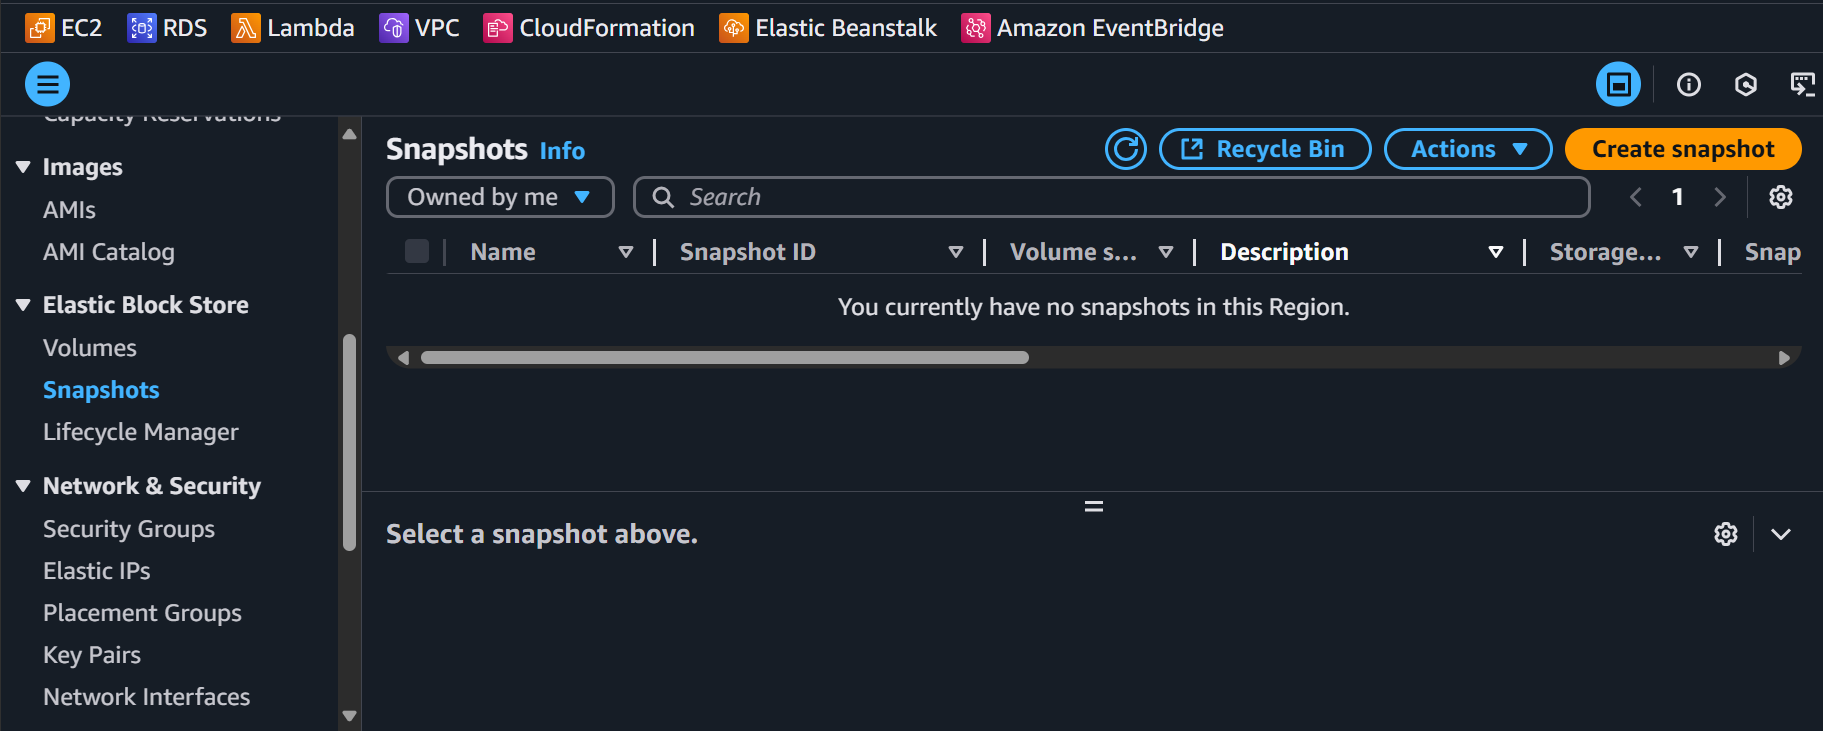 EC2 RDS Lambda VPC CloudFormation Elastic Beanstalk Amazon EventBridge
Capacity Reservations
Images
AMIs
AMI Catalog
Elastic Block Store
Volumes
Snapshots
Lifecycle Manager
Network & Security
Security Groups
Elastic IPs
Placement Groups
Key Pairs
Network Interfaces
Snapshots Info Recycle Bin Actions Create snapshot
Owned by me Search 1
Name Snapshot ID Volume s... Description Storage... Snap
You currently have no snapshots in this Region.
Select a snapshot above.